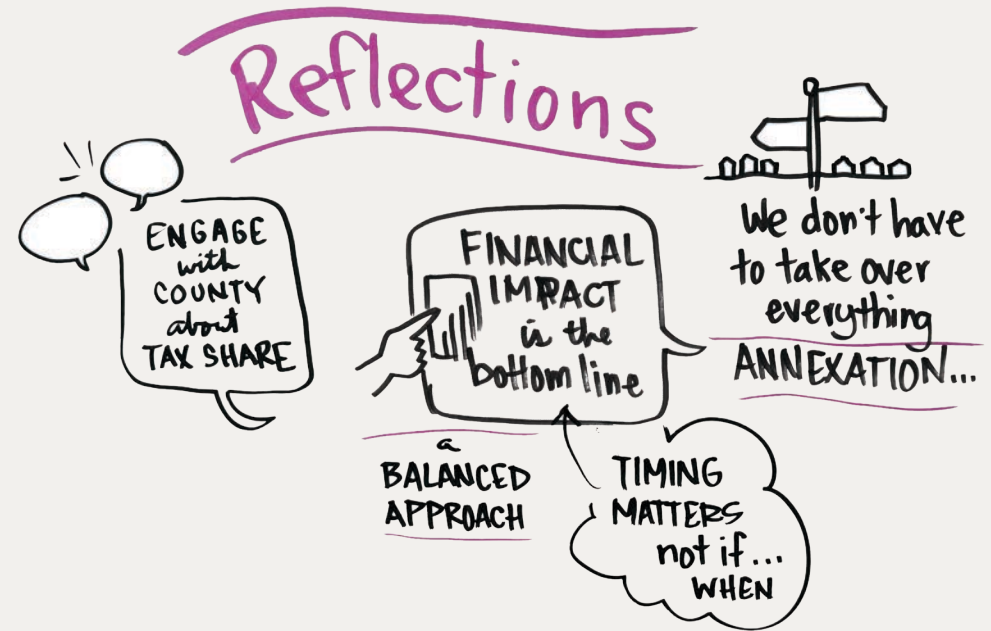 Reflections
ENGAGE
with
COUNTY
about
TAX SHARE
FINANCIAL
IMPACT
is the
bottom line
We don't have
to take over
everything
ANNEXATION...
a
BALANCED
APPROACH
TIMING
MATTERS
not if...
WHEN